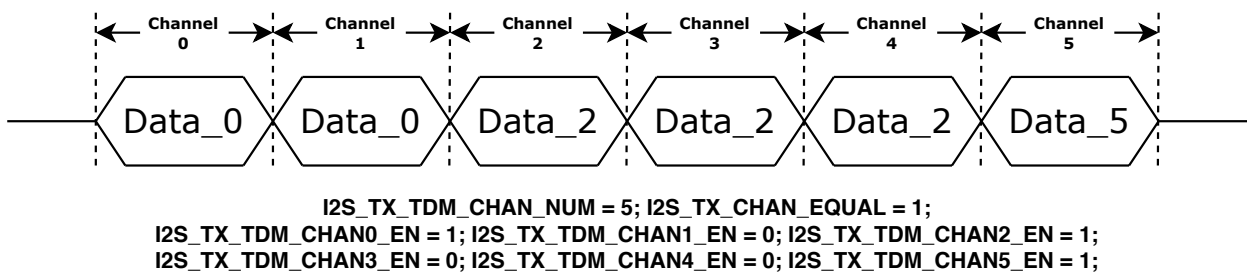 Channel Channel Channel Channel Channel Channel
0 1 2 3 4 5
Data_0 Data_0 Data_2 Data_2 Data_2 Data_5
I2S_TX_TDM_CHAN_NUM = 5; I2S_TX_CHAN_EQUAL = 1;
I2S_TX_TDM_CHAN0_EN = 1; I2S_TX_TDM_CHAN1_EN = 0; I2S_TX_TDM_CHAN2_EN = 1;
I2S_TX_TDM_CHAN3_EN = 0; I2S_TX_TDM_CHAN4_EN = 0; I2S_TX_TDM_CHAN5_EN = 1;